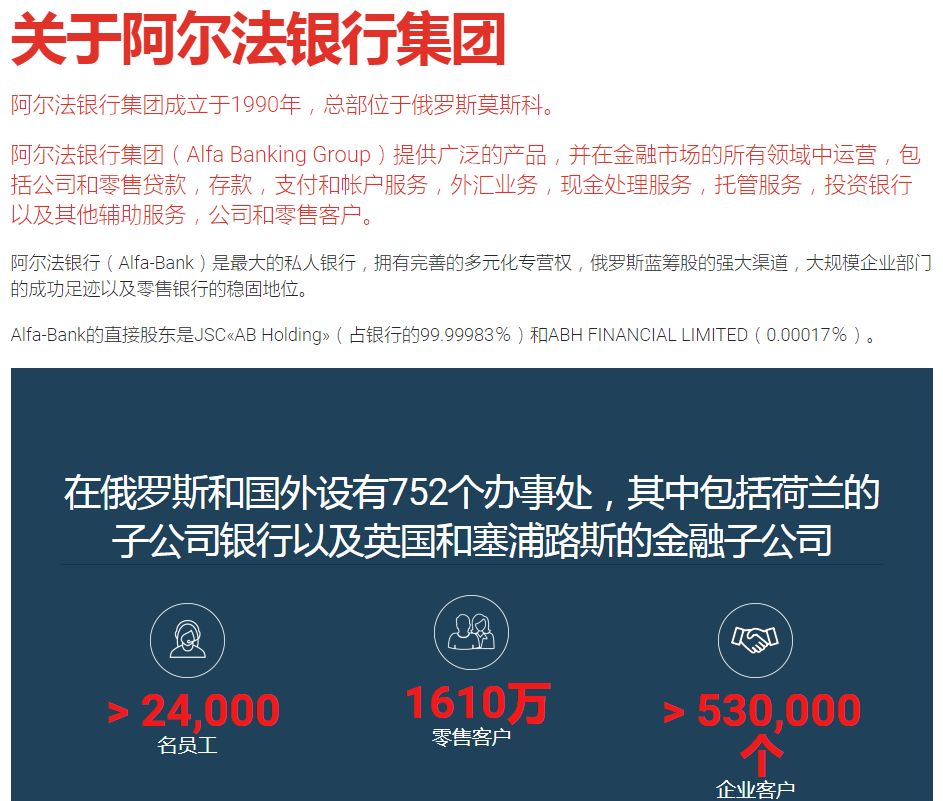 关于阿尔法银行集团
阿尔法银行集团成立于1990年，总部位于俄罗斯莫斯科。
阿尔法银行集团（Alfa Banking Group）提供广泛的产品，并在金融市场的所有领域中运营，包
括公司和零售贷款，存款，支付和帐户服务，外汇业务，现金处理服务，托管服务，投资银行
以及其他辅助服务，公司和零售客户。
阿尔法银行（Alfa-Bank）是最大的私人银行，拥有完善的多元化专营权，俄罗斯蓝筹股的强大渠道，大规模企业部门
的成功足迹以及零售银行的稳固地位。
Alfa-Bank的直接股东是JSC«AB Holding»（占银行的99.99983％）和ABH FINANCIAL LIMITED（0.00017％）。
在俄罗斯和国外设有752个办事处，其中包括荷兰的
子公司银行以及英国和塞浦路斯的金融子公司
> 24,000
名员工
1610万
零售客户
> 530,000
个
企业客户